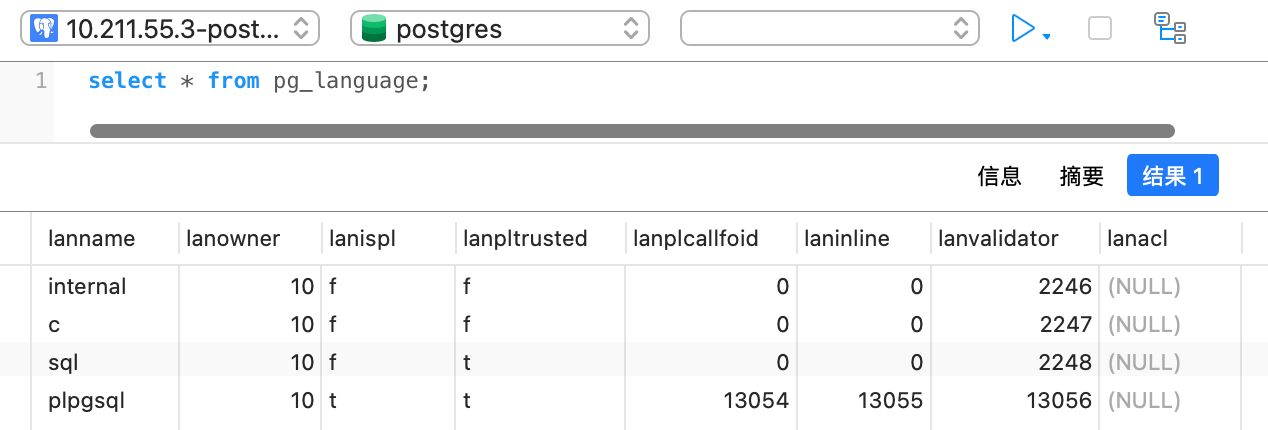 10.211.55.3-post... postgres
1 select * from pg_language;
信息 摘要 结果 1
lanname lanowner lanispl lanpltrusted lanplcallfoid laninline lanvalidator lanacl
internal 10 f f 0 0 2246 (NULL)
c 10 f f 0 0 2247 (NULL)
sql 10 f t 0 0 2248 (NULL)
plpgsql 10 t t 13054 13055 13056 (NULL)